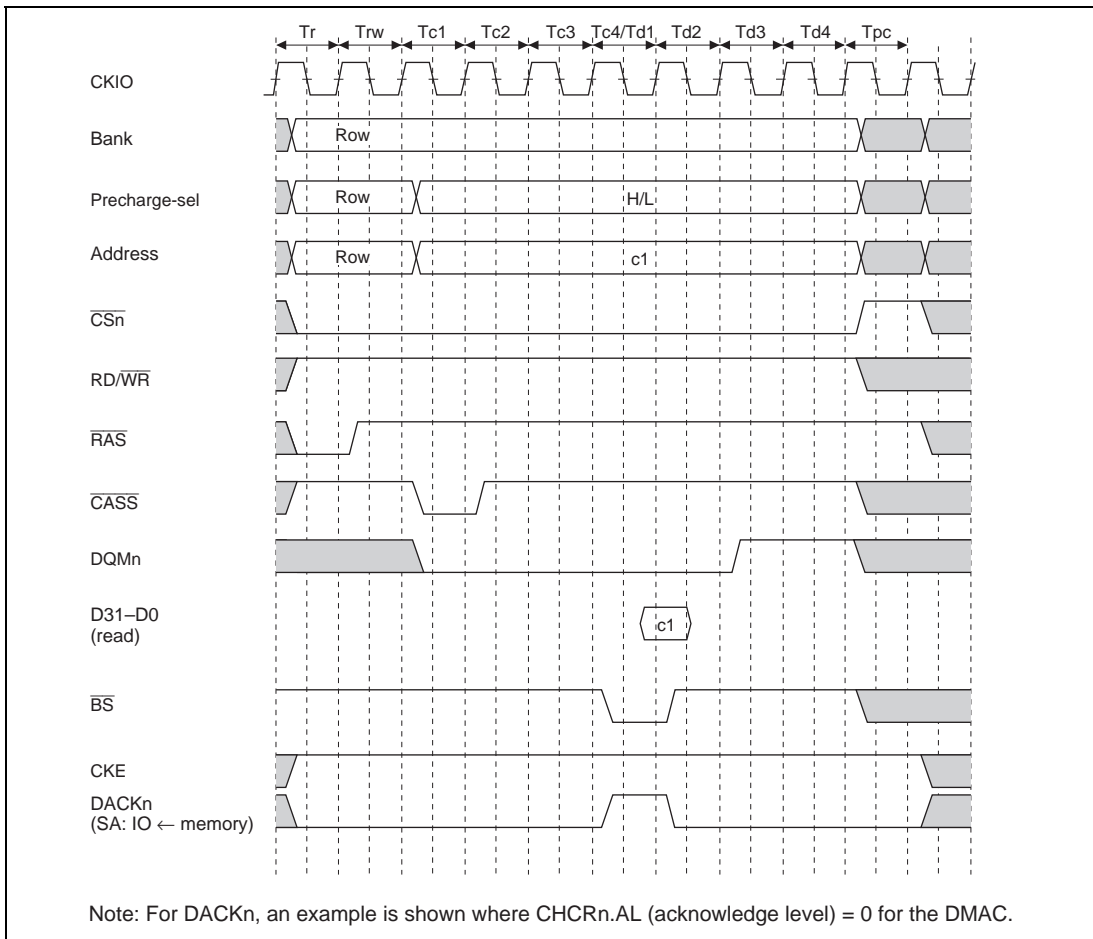 Tr Trw Tc1 Tc2 Tc3 Tc4/Td1 Td2 Td3 Td4 Tpc
CKIO
Bank Row
Precharge-sel Row H/L
Address Row c1
CSn
RD/WR
RAS
CASS
DQMn
D31–D0
(read) c1
BS
CKE
DACKn
(SA: IO ← memory)
Note: For DACKn, an example is shown where CHCRn.AL (acknowledge level) = 0 for the DMAC.